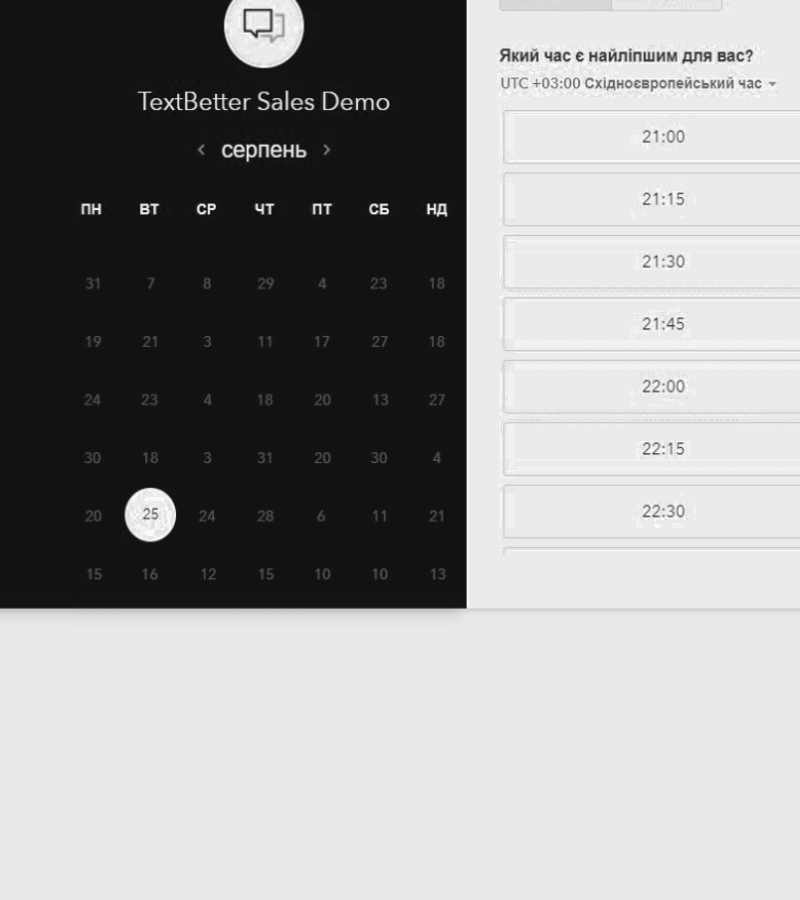 TextBetter Sales Demo
серпень
ПН ВТ СР ЧТ ПТ СБ НД
31 7 8 29 4 23 18
19 21 3 11 17 27 18
24 23 4 18 20 13 27
30 18 3 31 20 30 4
20 25 24 28 6 11 21
15 16 12 15 10 10 13
Який час є найліпшим для вас?
UTC +03:00 Східноєвропейський час
21:00
21:15
21:30
21:45
22:00
22:15
22:30